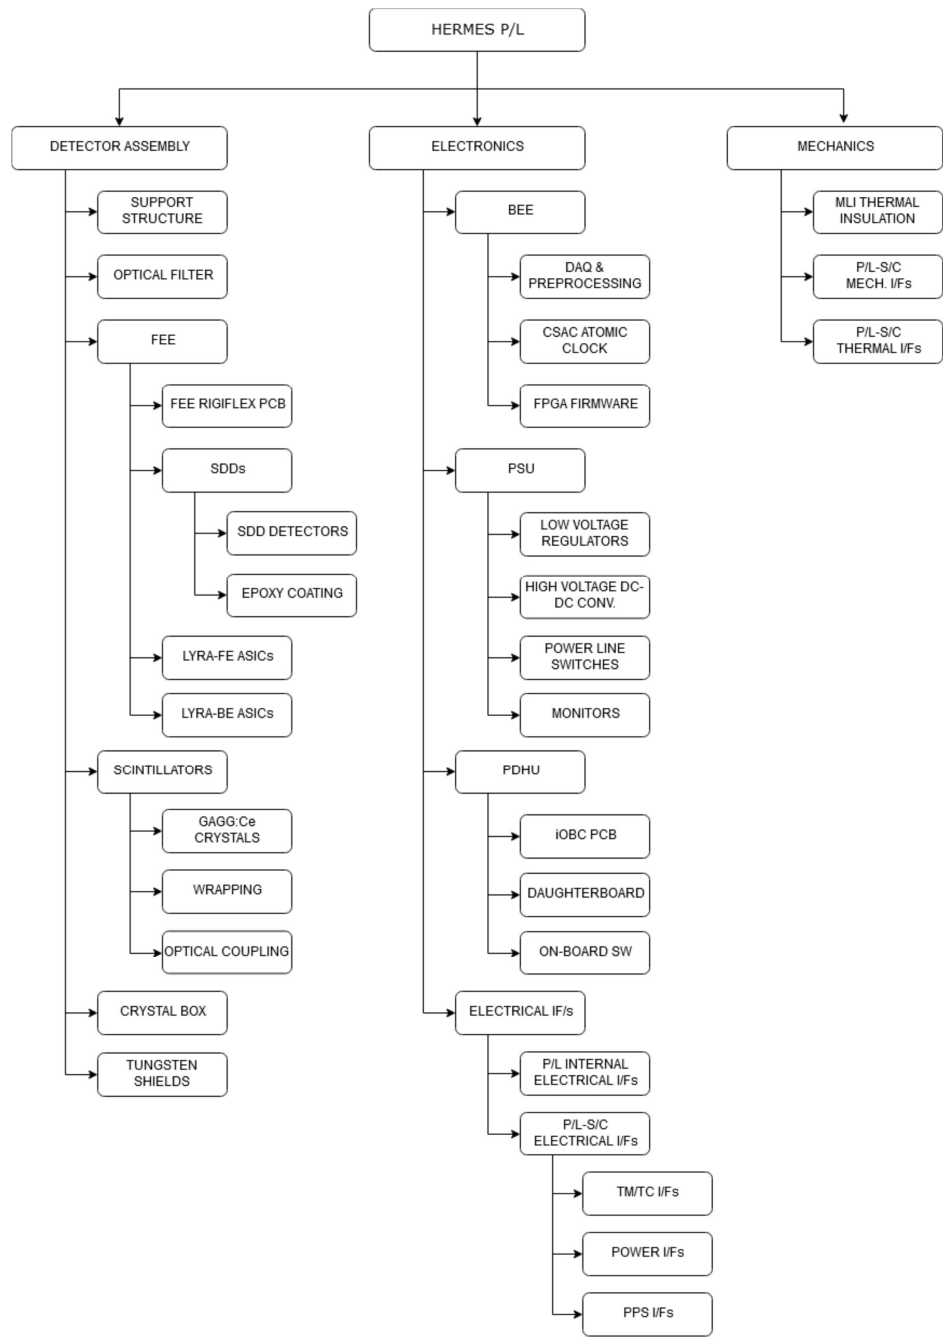 HERMES P/L
DETECTOR ASSEMBLY
SUPPORT
STRUCTURE
OPTICAL FILTER
FEE
FEE RIGIFLEX PCB
SDDs
SDD DETECTORS
EPOXY COATING
LYRA-FE ASICs
LYRA-BE ASICs
SCINTILLATORS
GAGG:Ce
CRYSTALS
WRAPPING
OPTICAL COUPLING
CRYSTAL BOX
TUNGSTEN
SHIELDS
ELECTRONICS
BEE
DAQ &
PREPROCESSING
CSAC ATOMIC
CLOCK
FPGA FIRMWARE
PSU
LOW VOLTAGE
REGULATORS
HIGH VOLTAGE DC-
DC CONV.
POWER LINE
SWITCHES
MONITORS
PDHU
iOBC PCB
DAUGHTERBOARD
ON-BOARD SW
ELECTRICAL IF/s
P/L INTERNAL
ELECTRICAL I/Fs
P/L-S/C
ELECTRICAL I/Fs
TM/TC I/Fs
POWER I/Fs
PPS I/Fs
MECHANICS
MLI THERMAL
INSULATION
P/L-S/C
MECH. I/Fs
P/L-S/C
THERMAL I/Fs